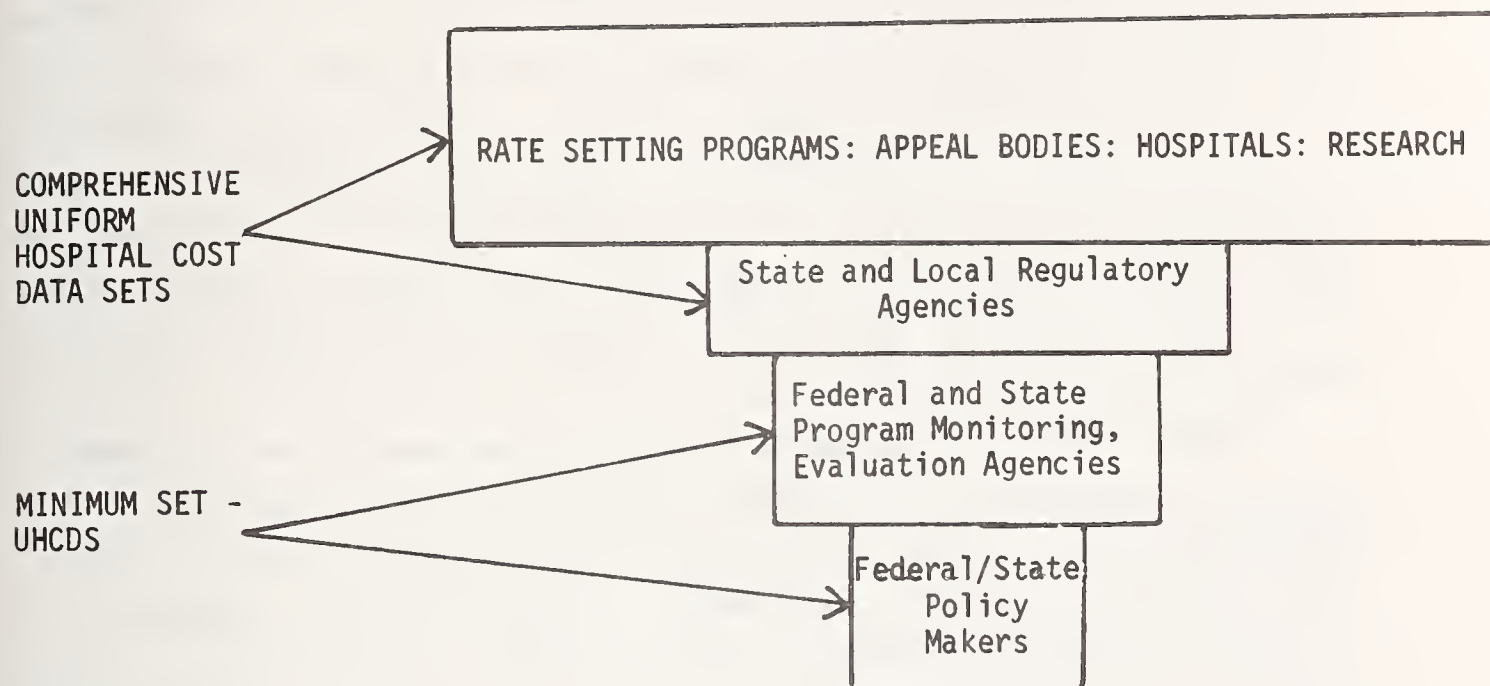 RATE SETTING PROGRAMS: APPEAL BODIES: HOSPITALS: RESEARCH
COMPREHENSIVE
UNIFORM
HOSPITAL COST
DATA SETS
State and Local Regulatory
Agencies
Federal and State
Program Monitoring,
Evaluation Agencies
MINIMUM SET -
UHCDS
Federal/State
Policy
Makers